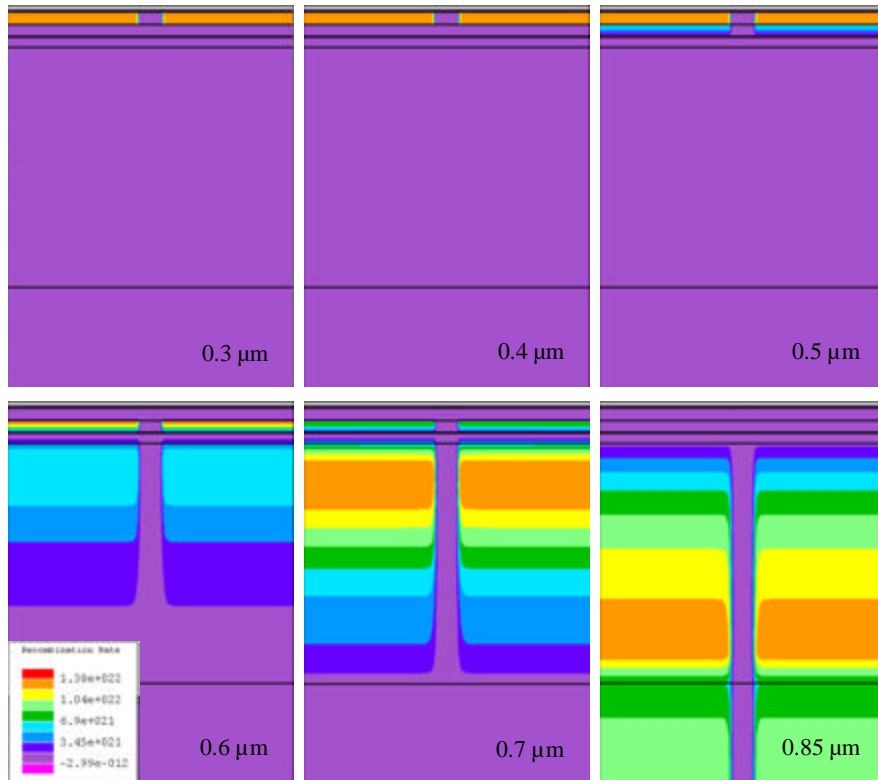 0.3 µm
0.4 µm
0.5 µm
Recombination Rate
1.38e+022
1.04e+022
6.9e+021
3.45e+021
-2.99e-012
0.6 µm
0.7 µm
0.85 µm